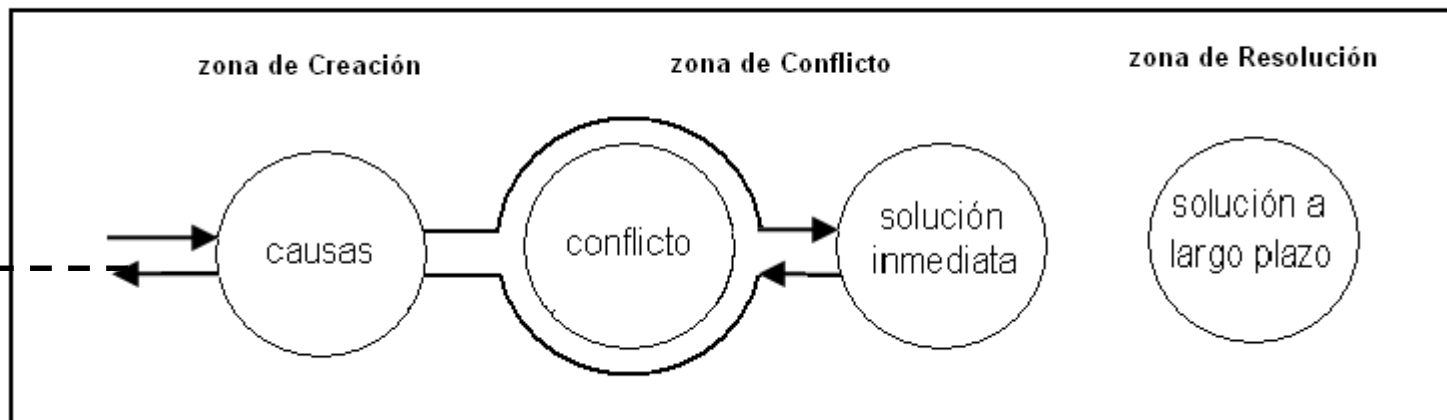 zona de Creación
zona de Conflicto
zona de Resolución
causas
conflicto
solución
inmediata
solución a
largo plazo